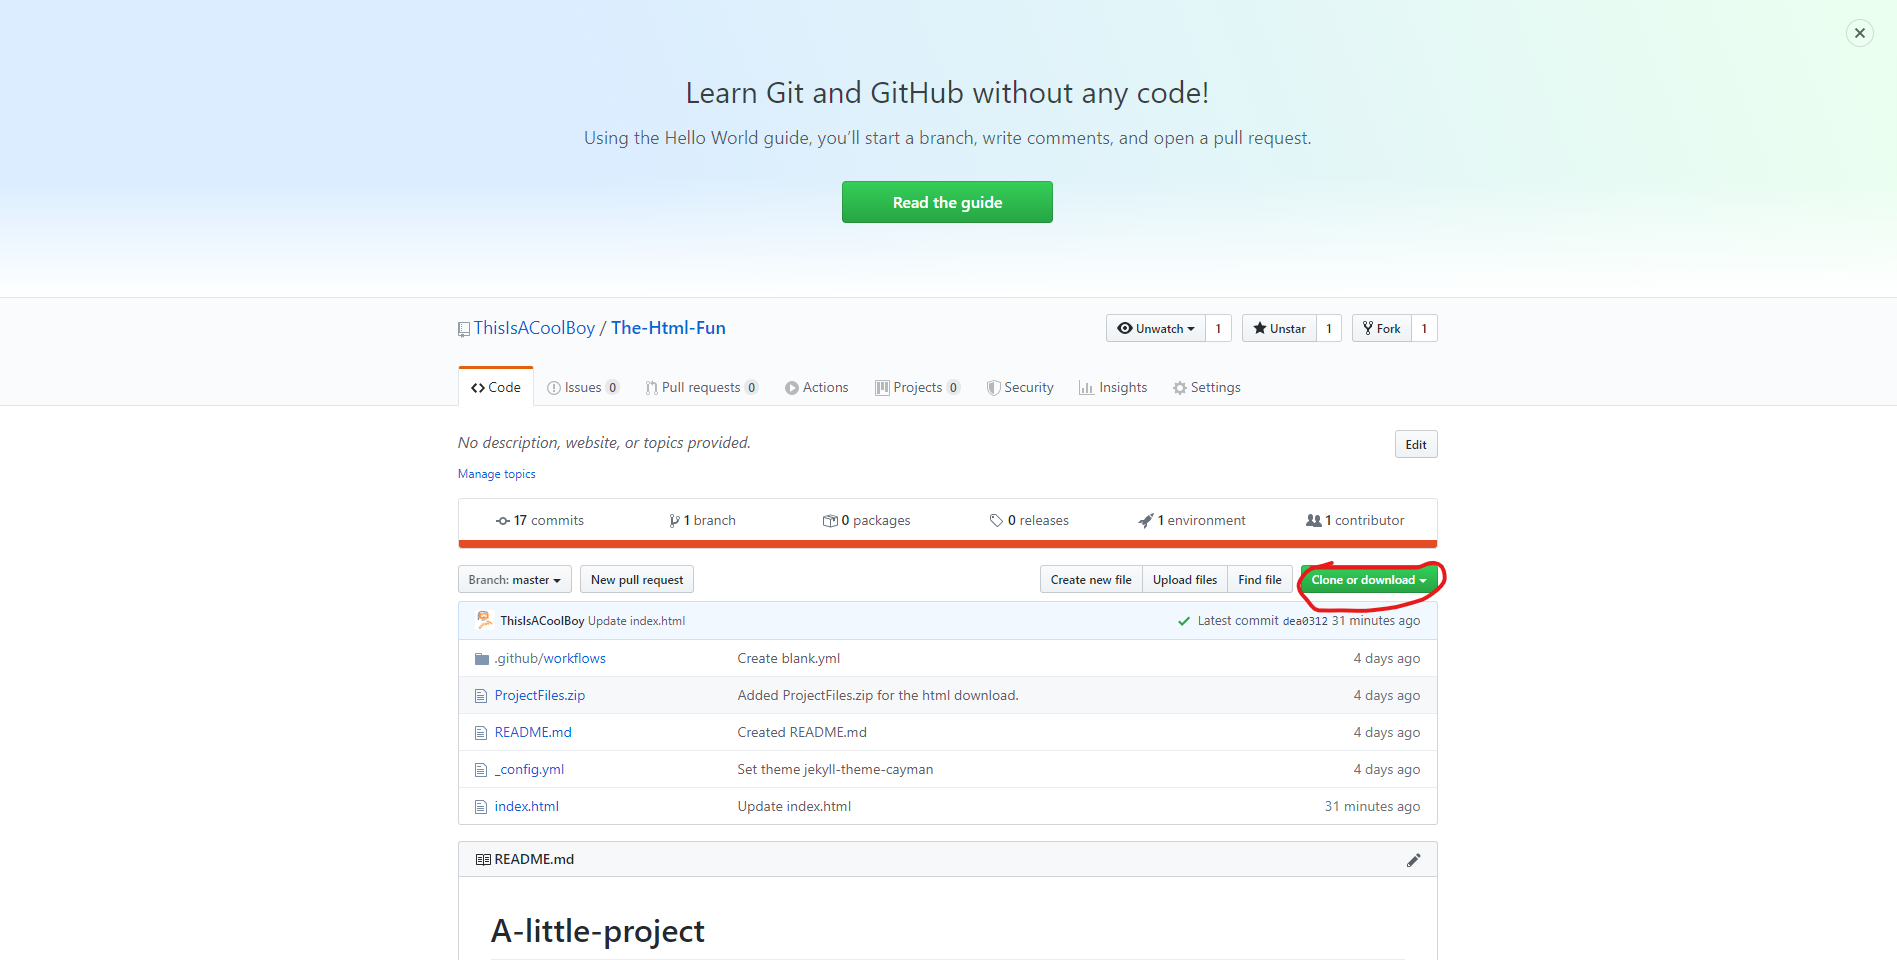 Learn Git and GitHub without any code!
Using the Hello World guide, you’ll start a branch, write comments, and open a pull request.
Read the guide
ThisIsACoolBoy / The-Html-Fun
Unwatch 1 Unstar 1 Fork 1
Code Issues 0 Pull requests 0 Actions Projects 0 Security Insights Settings
No description, website, or topics provided.
Edit
Manage topics
17 commits 1 branch 0 packages 0 releases 1 environment 1 contributor
Branch: master New pull request Create new file Upload files Find file Clone or download
ThisIsACoolBoy Update index.html Latest commit dea0312 31 minutes ago
.github/workflows Create blank.yml 4 days ago
ProjectFiles.zip Added ProjectFiles.zip for the html download. 4 days ago
README.md Created README.md 4 days ago
_config.yml Set theme jekyll-theme-cayman 4 days ago
index.html Update index.html 31 minutes ago
README.md
A-little-project